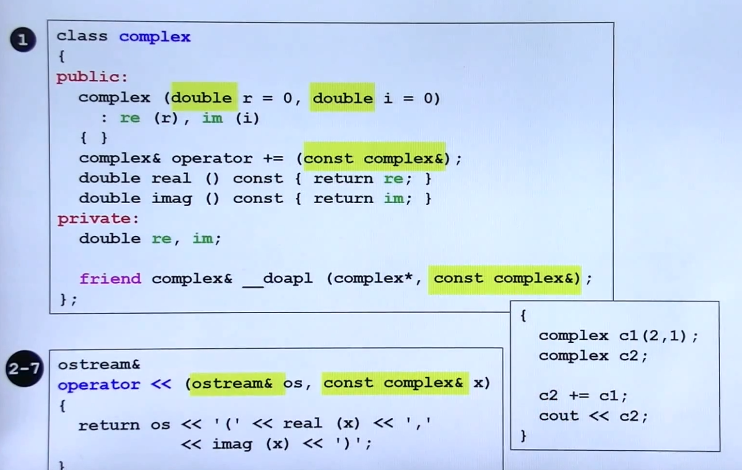 1
class complex
{
public:
complex (double r = 0, double i = 0)
: re (r), im (i)
{ }
complex& operator += (const complex&);
double real () const { return re; }
double imag () const { return im; }
private:
double re, im;
friend complex& __doapl (complex*, const complex&);
};
{
complex c1(2,1);
complex c2;
c2 += c1;
cout << c2;
}
2-7
ostream&
operator << (ostream& os, const complex& x)
{
return os << '(' << real (x) << ','
<< imag (x) << ')';
}